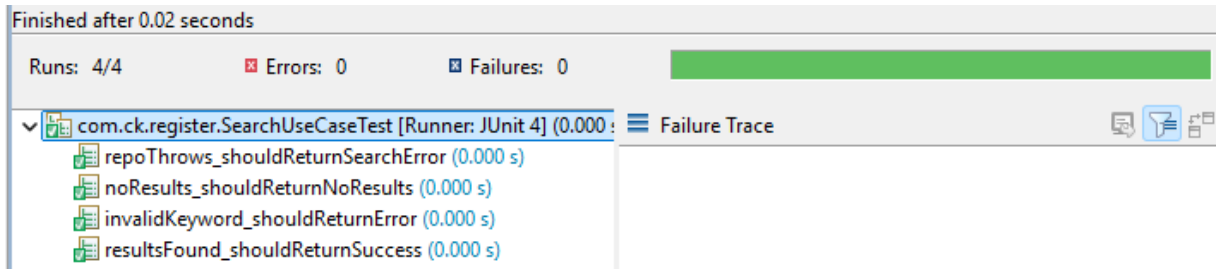 Finished after 0.02 seconds
Runs: 4/4 Errors: 0 Failures: 0
com.ck.register.SearchUseCaseTest [Runner: JUnit 4] (0.000 s
Failure Trace
repoThrows_shouldReturnSearchError (0.000 s)
noResults_shouldReturnNoResults (0.000 s)
invalidKeyword_shouldReturnError (0.000 s)
resultsFound_shouldReturnSuccess (0.000 s)